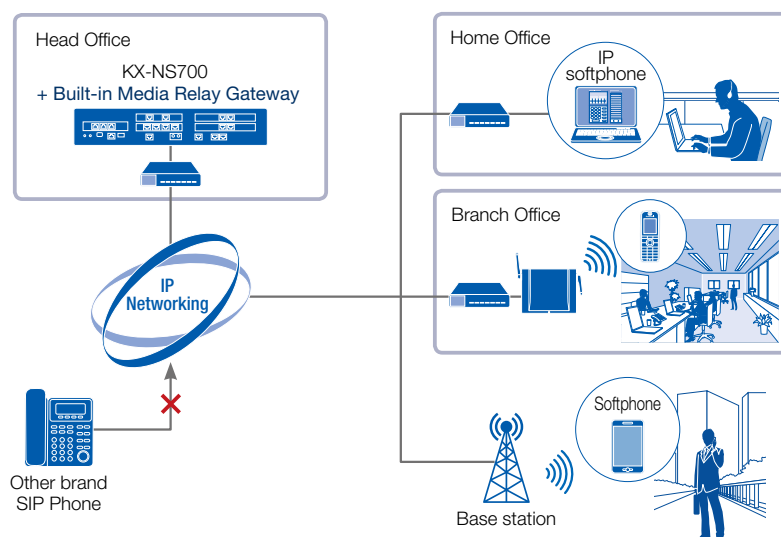 Head Office
KX-NS700
+ Built-in Media Relay Gateway
IP
Networking
Other brand
SIP Phone
Home Office
IP
softphone
Branch Office
Softphone
Base station